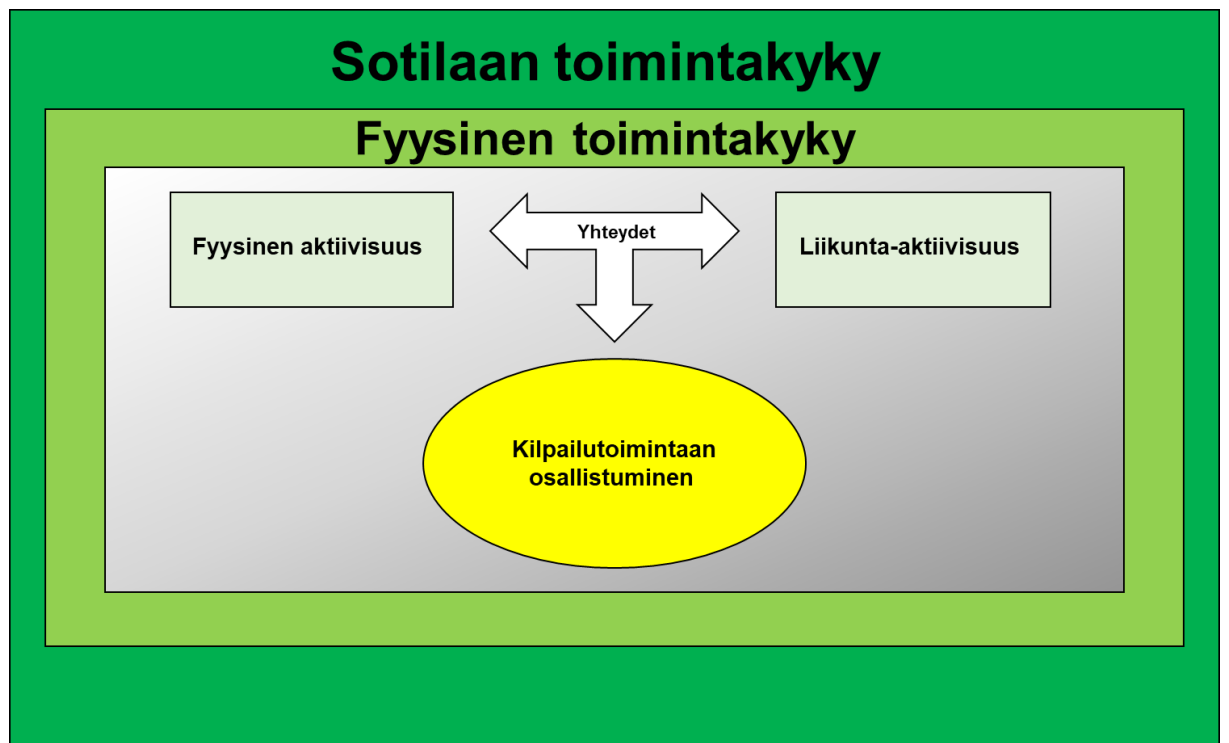 Sotilaan toimintakyky
Fyysinen toimintakyky
Fyysinen aktiivisuus
Yhteydet
Liikunta-aktiivisuus
Kilpailutoimintaan
osallistuminen